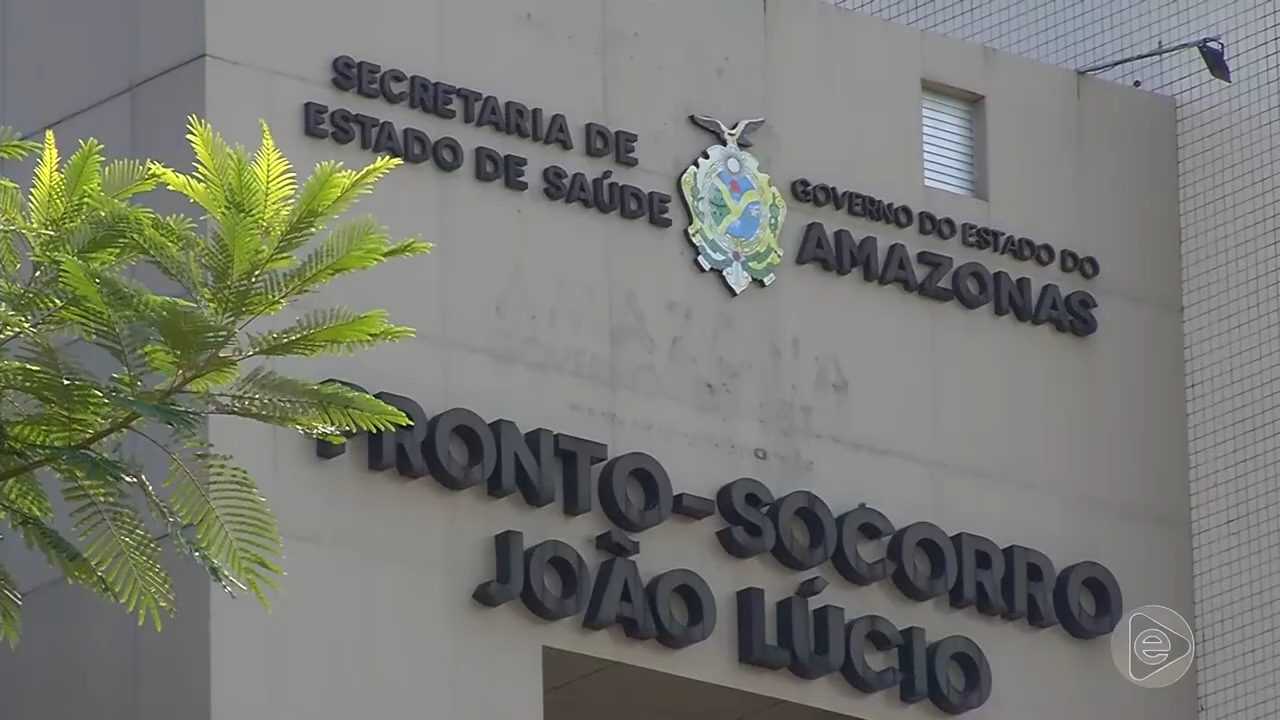 SECRETARIA DE
ESTADO DE SAÚDE
GOVERNO DO ESTADO DO
AMAZONAS
PRONTO-SOCORRO
JOÃO LÚCIO
e